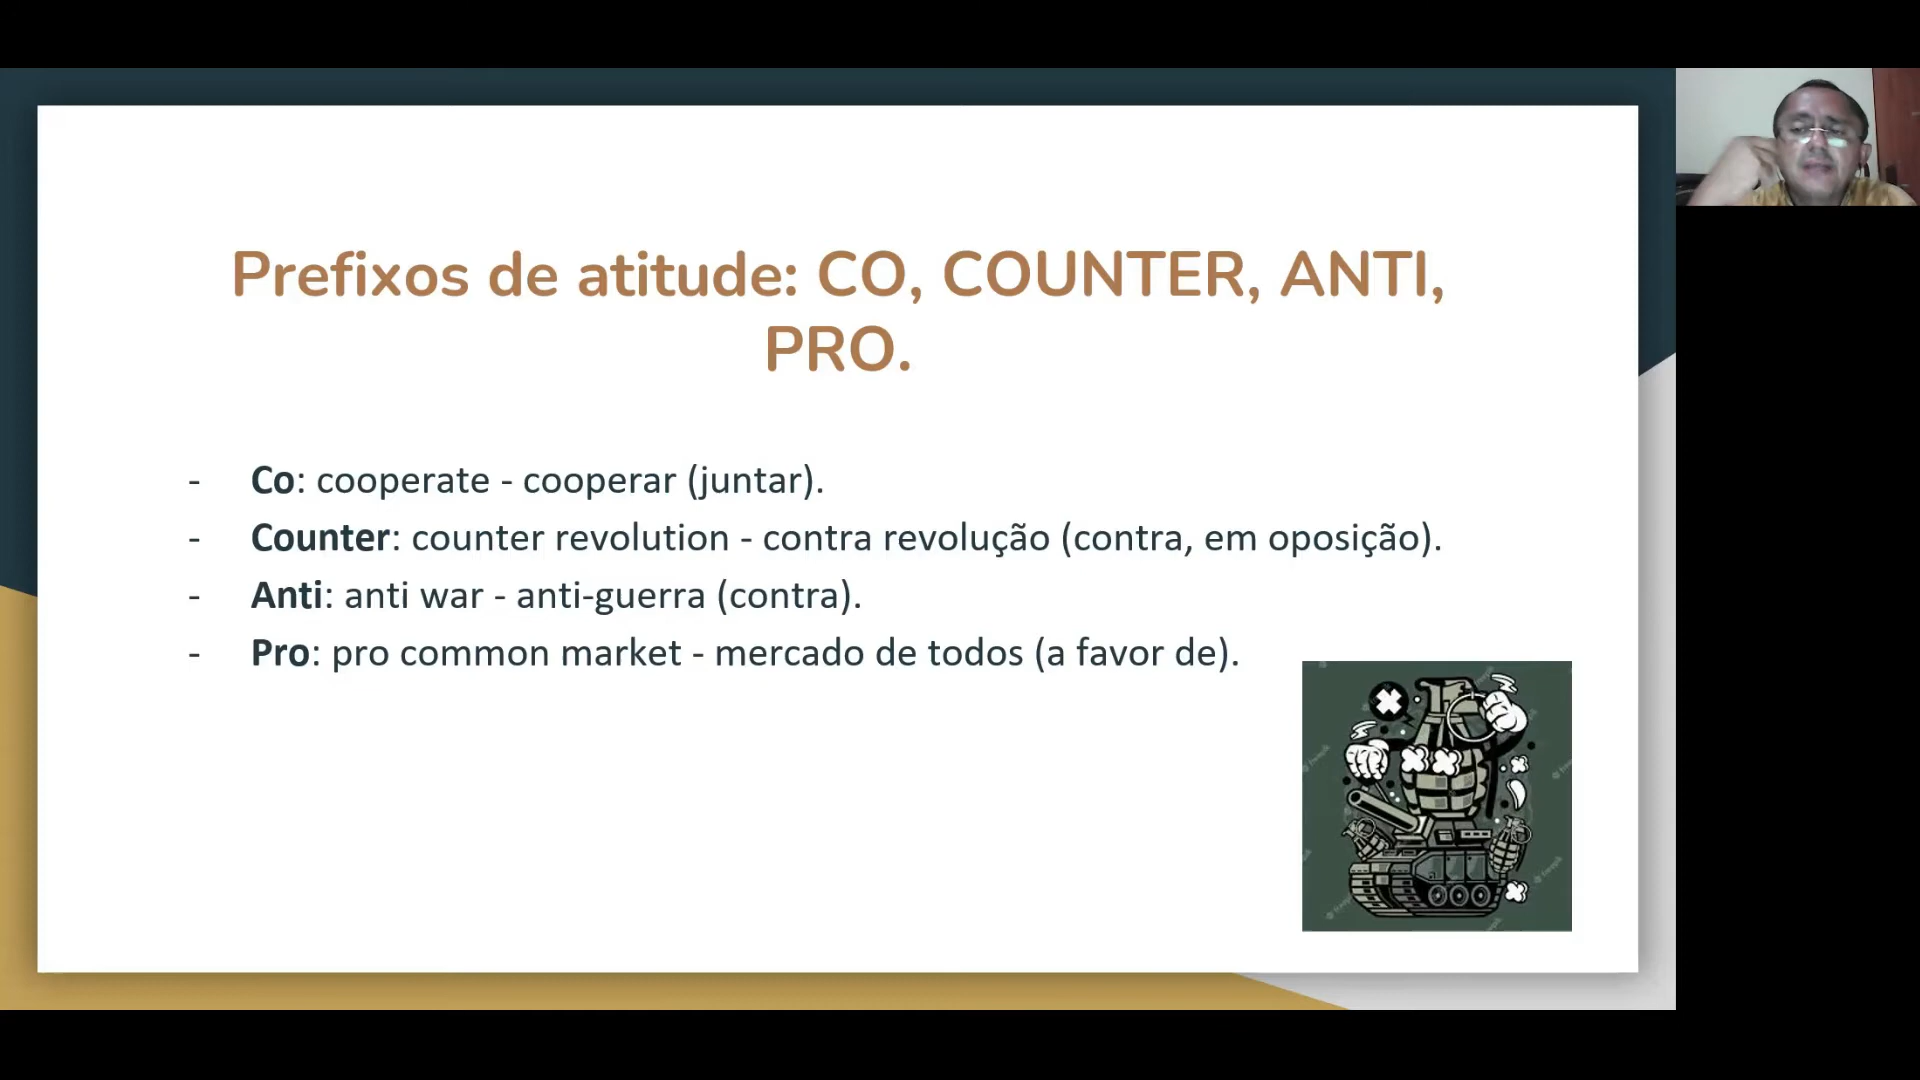 Prefixos de atitude: CO, COUNTER, ANTI,
PRO.
- Co: cooperate - cooperar (juntar).
- Counter: counter revolution - contra revolução (contra, em oposição).
- Anti: anti war - anti-guerra (contra).
- Pro: pro common market - mercado de todos (a favor de).